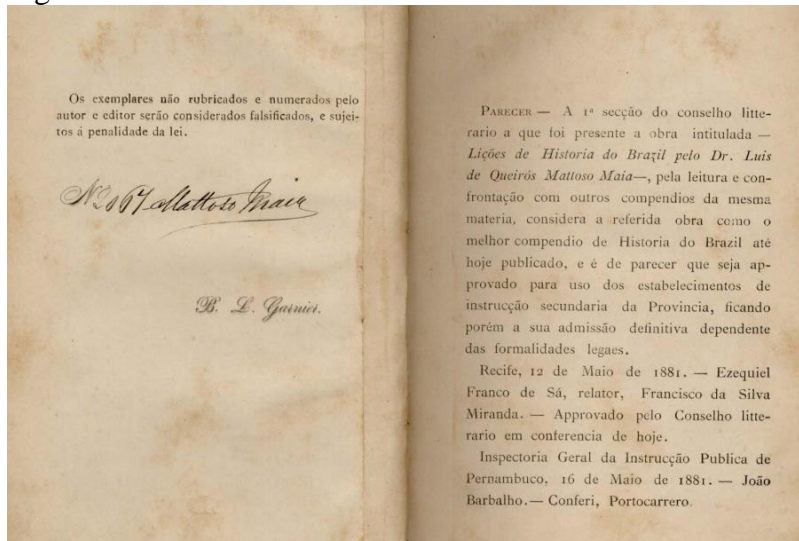 Os exemplares não rubricados e numerados pelo
autor e editor serão considerados falsificados, e sujei-
tos á penalidade da lei.
Mattoso Maia
B. L. Garnier.
PARECER — A 1ª secção do conselho litte-
rario a que foi presente a obra intitulada —
Lições de Historia do Brazil pelo Dr. Luis
de Queirós Mattoso Maia—, pela leitura e con-
frontação com outros compendios da mesma
materia, considera a referida obra como o
melhor compendio de Historia do Brazil até
hoje publicado, e é de parecer que seja ap-
provado para uso dos estabelecimentos de
instrucção secundaria da Provincia, ficando
porém a sua admissão definitiva dependente
das formalidades legaes.
Recife, 12 de Maio de 1881. — Ezequiel
Franco de Sá, relator, Francisco da Silva
Miranda. — Approvado pelo Conselho litte-
rario em conferencia de hoje.
Inspectoria Geral da Instrucção Publica de
Pernambuco, 16 de Maio de 1881. — João
Barbalho.— Conferi, Portocarrero.